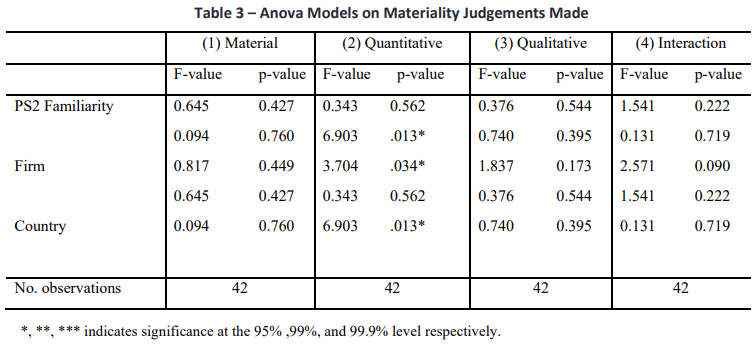 Table 3 – Anova Models on Materiality Judgements Made
(1) Material (2) Quantitative (3) Qualitative (4) Interaction
F-value p-value F-value p-value F-value p-value F-value p-value
PS2 Familiarity 0.645 0.427 0.343 0.562 0.376 0.544 1.541 0.222
0.094 0.760 6.903 .013* 0.740 0.395 0.131 0.719
Firm 0.817 0.449 3.704 .034* 1.837 0.173 2.571 0.090
0.645 0.427 0.343 0.562 0.376 0.544 1.541 0.222
Country 0.094 0.760 6.903 .013* 0.740 0.395 0.131 0.719
No. observations 42 42 42 42
*, **, *** indicates significance at the 95% ,99%, and 99.9% level respectively.